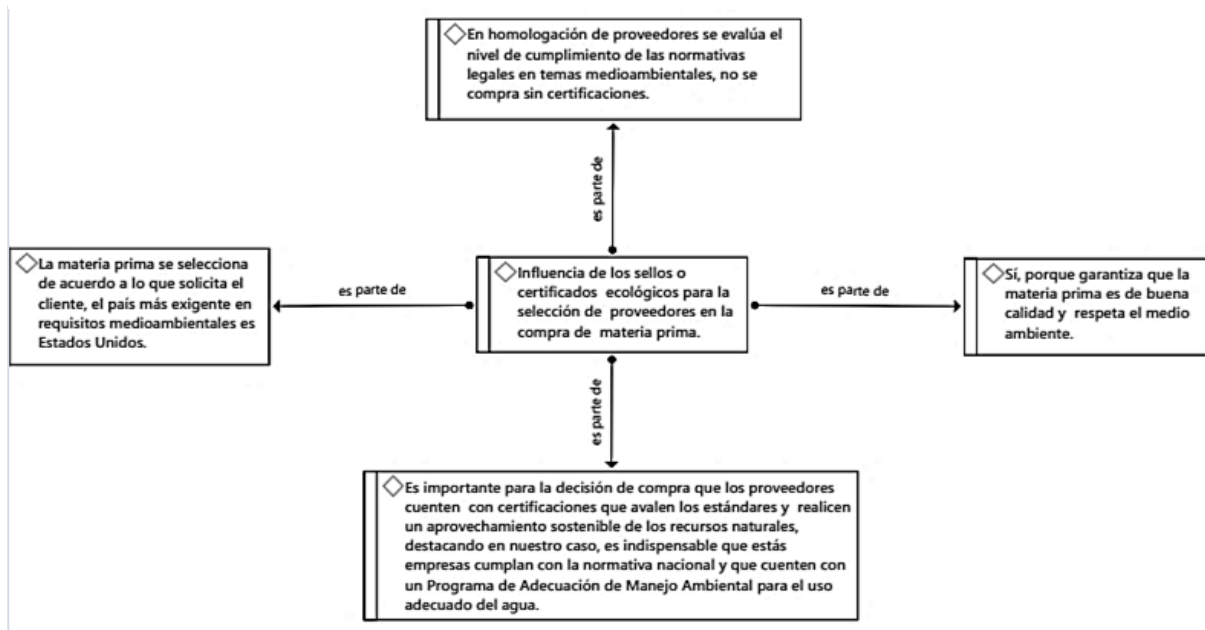 En homologación de proveedores se evalúa el
nivel de cumplimiento de las normativas
legales en temas medioambientales, no se
compra sin certificaciones.
es parte de
La materia prima se selecciona
de acuerdo a lo que solicita el
cliente, el país más exigente en
requisitos medioambientales es
Estados Unidos.
es parte de
Influencia de los sellos o
certificados ecológicos para la
selección de proveedores en la
compra de materia prima.
es parte de
Sí, porque garantiza que la
materia prima es de buena
calidad y respeta el medio
ambiente.
es parte de
Es importante para la decisión de compra que los proveedores
cuenten con certificaciones que avalen los estándares y realicen
un aprovechamiento sostenible de los recursos naturales,
destacando en nuestro caso, es indispensable que estás
empresas cumplan con la normativa nacional y que cuenten con
un Programa de Adecuación de Manejo Ambiental para el uso
adecuado del agua.